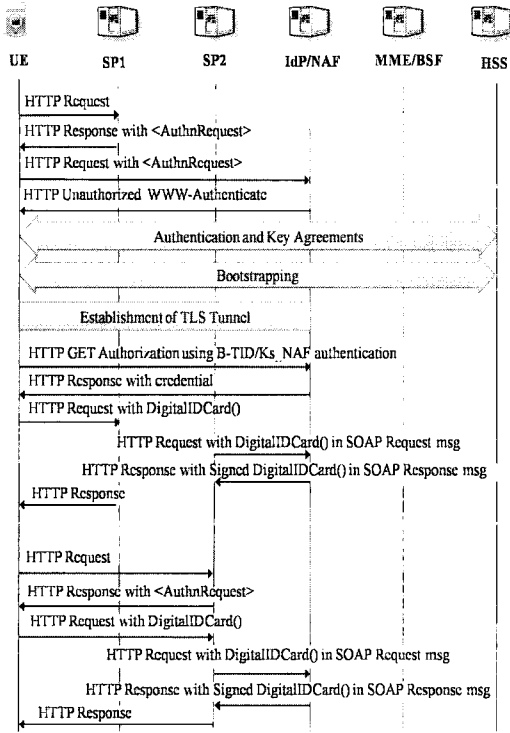 UE SP1 SP2 IdP/NAF MME/BSF HSS
HTTP Request
HTTP Response with <AuthnRequest>
HTTP Request with <AuthnRequest>
HTTP Unauthorized WWW-Authenticate
Authentication and Key Agreements
Bootstrapping
Establishment of TLS Tunnel
HTTP GET Authorization using B-TID/Ks_NAF authentication
HTTP Response with credential
HTTP Request with DigitalIDCard()
HTTP Request with DigitalIDCard() in SOAP Request msg
HTTP Response with Signed DigitalIDCard() in SOAP Response msg
HTTP Response
HTTP Request
HTTP Response with <AuthnRequest>
HTTP Request with DigitalIDCard()
HTTP Request with DigitalIDCard() in SOAP Request msg
HTTP Response with Signed DigitalIDCard() in SOAP Response msg
HTTP Response